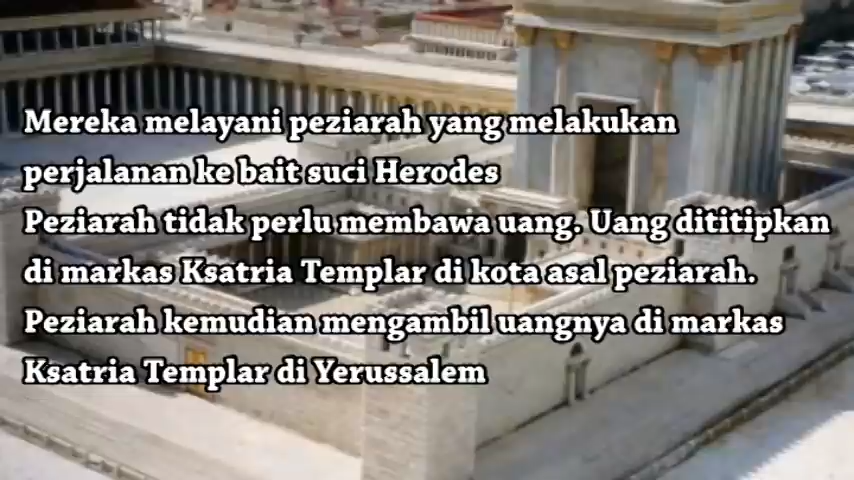 Mereka melayani peziarah yang melakukan
perjalanan ke bait suci Herodes
Peziarah tidak perlu membawa uang. Uang dititipkan
di markas Ksatria Templar di kota asal peziarah.
Peziarah kemudian mengambil uangnya di markas
Ksatria Templar di Yerussalem